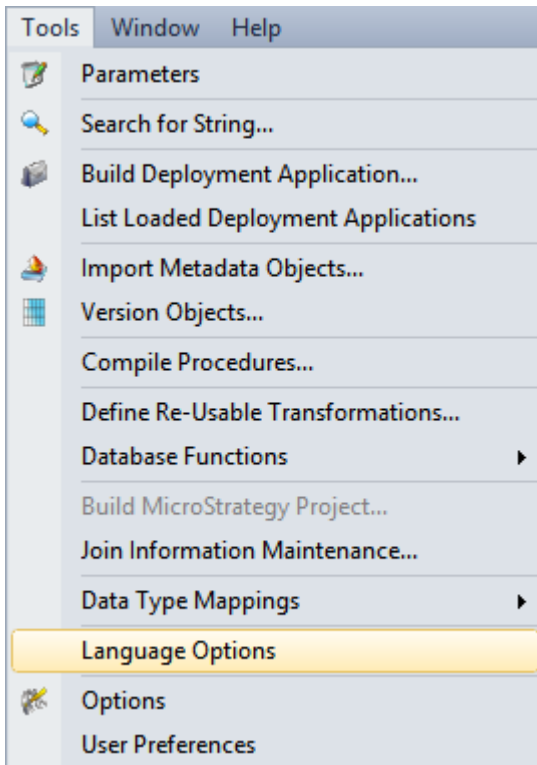 Tools Window Help
Parameters
Search for String...
Build Deployment Application...
List Loaded Deployment Applications
Import Metadata Objects...
Version Objects...
Compile Procedures...
Define Re-Usable Transformations...
Database Functions
Build MicroStrategy Project...
Join Information Maintenance...
Data Type Mappings
Language Options
Options
User Preferences